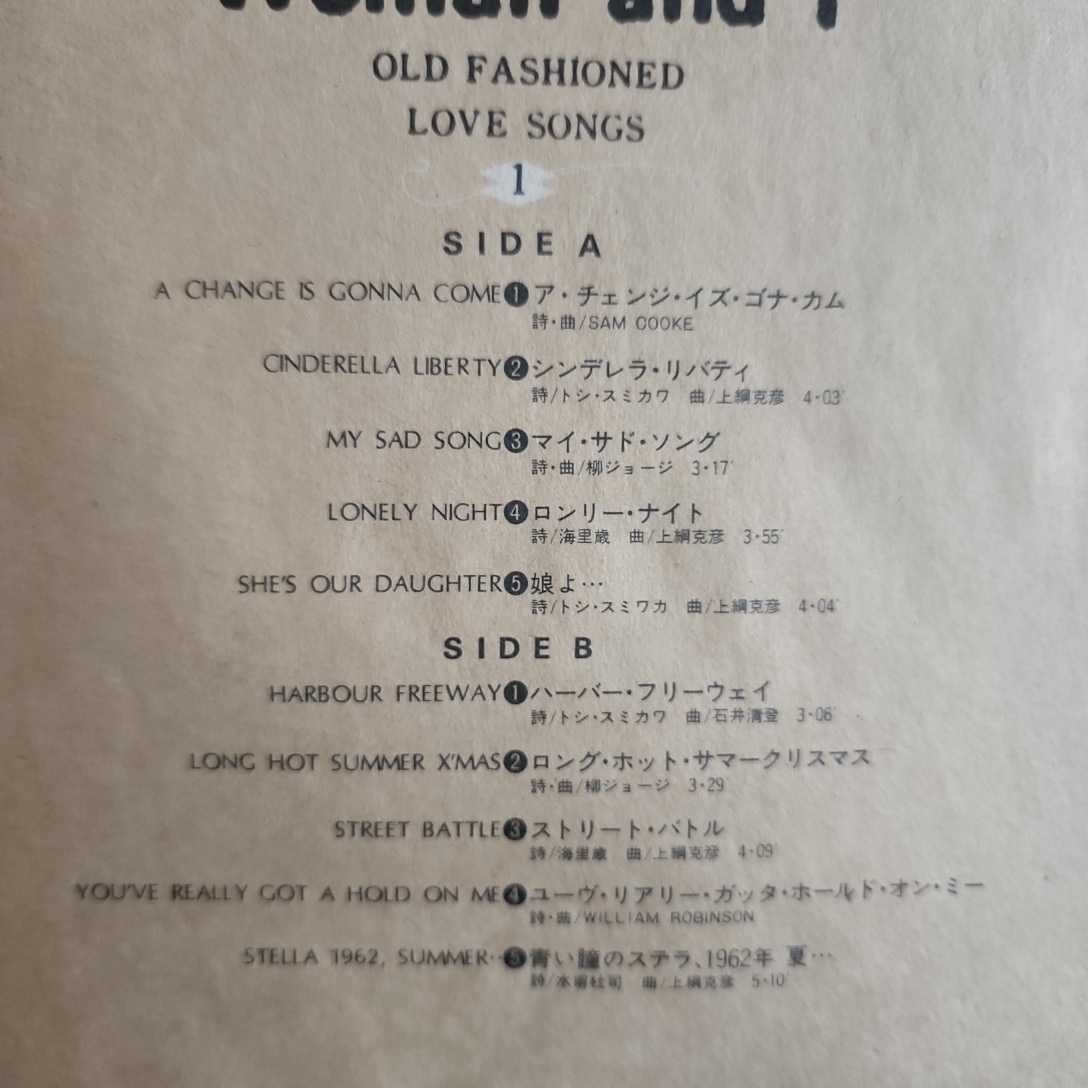 Woman and I
OLD FASHIONED
LOVE SONGS
1
SIDE A
A CHANGE IS GONNA COME❶ア・チェンジ・イズ・ゴナ・カム
詩・曲/SAM COOKE
CINDERELLA LIBERTY❷シンデレラ・リバティ
詩/トシ・スミカワ 曲/上綱克彦 4・03′
MY SAD SONG❸マイ・サド・ソング
詩・曲/柳ジョージ 3・17′
LONELY NIGHT❹ロンリー・ナイト
詩/海里歳 曲/上綱克彦 3・55′
SHE'S OUR DAUGHTER❺娘よ…
詩/トシ・スミワカ 曲/上綱克彦 4・04′
SIDE B
HARBOUR FREEWAY❶ハーバー・フリーウェイ
詩/トシ・スミカワ 曲/石井清登 3・06′
LONG HOT SUMMER X'MAS❷ロング・ホット・サマークリスマス
詩・曲/柳ジョージ 3・29′
STREET BATTLE❸ストリート・バトル
詩/海里歳 曲/上綱克彦 4・09′
YOU'VE REALLY GOT A HOLD ON ME❹ユーヴ・リアリー・ガッタ・ホールド・オン・ミー
詩・曲/WILLIAM ROBINSON
STELLA 1962, SUMMER…❺青い瞳のステラ、1962年 夏…
詩/ 曲/上綱克彦 5・10′